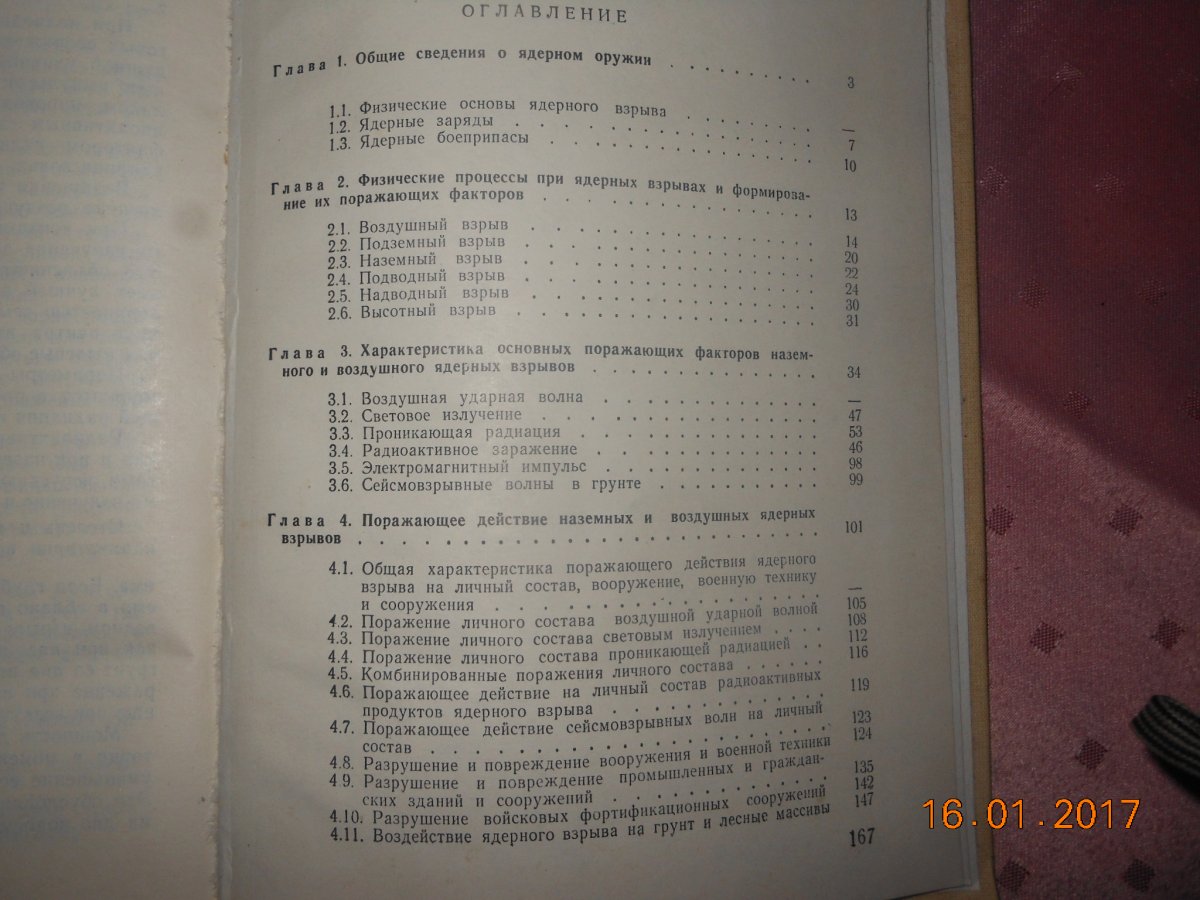 ОГЛАВЛЕНИЕ
Глава 1. Общие сведения о ядерном оружии . . . . . . . . . 3
1.1. Физические основы ядерного взрыва . . . . . . . . —
1.2. Ядерные заряды . . . . . . . . . . . . . . 7
1.3. Ядерные боеприпасы . . . . . . . . . . . . . 10
Глава 2. Физические процессы при ядерных взрывах и формирова-
ние их поражающих факторов . . . . . . . . . . . . . 13
2.1. Воздушный взрыв . . . . . . . . . . . . . . 14
2.2. Подземный взрыв . . . . . . . . . . . . . . 20
2.3. Наземный взрыв . . . . . . . . . . . . . . 22
2.4. Подводный взрыв . . . . . . . . . . . . . . 24
2.5. Надводный взрыв . . . . . . . . . . . . . . 30
2.6. Высотный взрыв . . . . . . . . . . . . . . 31
Глава 3. Характеристика основных поражающих факторов назем-
ного и воздушного ядерных взрывов . . . . . . . . . . 34
3.1. Воздушная ударная волна . . . . . . . . . . —
3.2. Световое излучение . . . . . . . . . . . . . 47
3.3. Проникающая радиация . . . . . . . . . . . 53
3.4. Радиоактивное заражение . . . . . . . . . . . 46
3.5. Электромагнитный импульс . . . . . . . . . . 98
3.6. Сейсмовзрывные волны в грунте . . . . . . . . 99
Глава 4. Поражающее действие наземных и воздушных ядерных
взрывов . . . . . . . . . . . . . . . . . . . 101
4.1. Общая характеристика поражающего действия ядерного
взрыва на личный состав, вооружение, военную технику
и сооружения . . . . . . . . . . . . . . . —
4.2. Поражение личного состава воздушной ударной волной 105
4.3. Поражение личного состава световым излучением . . . . 108
4.4. Поражение личного состава проникающей радиацией . . 112
4.5. Комбинированные поражения личного состава . . . . . . 116
4.6. Поражающее действие на личный состав радиоактивных
продуктов ядерного взрыва . . . . . . . . . . . 119
4.7. Поражающее действие сейсмовзрывных волн на личный
состав . . . . . . . . . . . . . . . . . . 123
4.8. Разрушение и повреждение вооружения и военной техники 124
4.9. Разрушение и повреждение промышленных и граждан-
ских зданий и сооружений . . . . . . . . . . . 135
4.10. Разрушение войсковых фортификационных сооружений 142
4.11. Воздействие ядерного взрыва на грунт и лесные массивы 147
167
16.01.2017